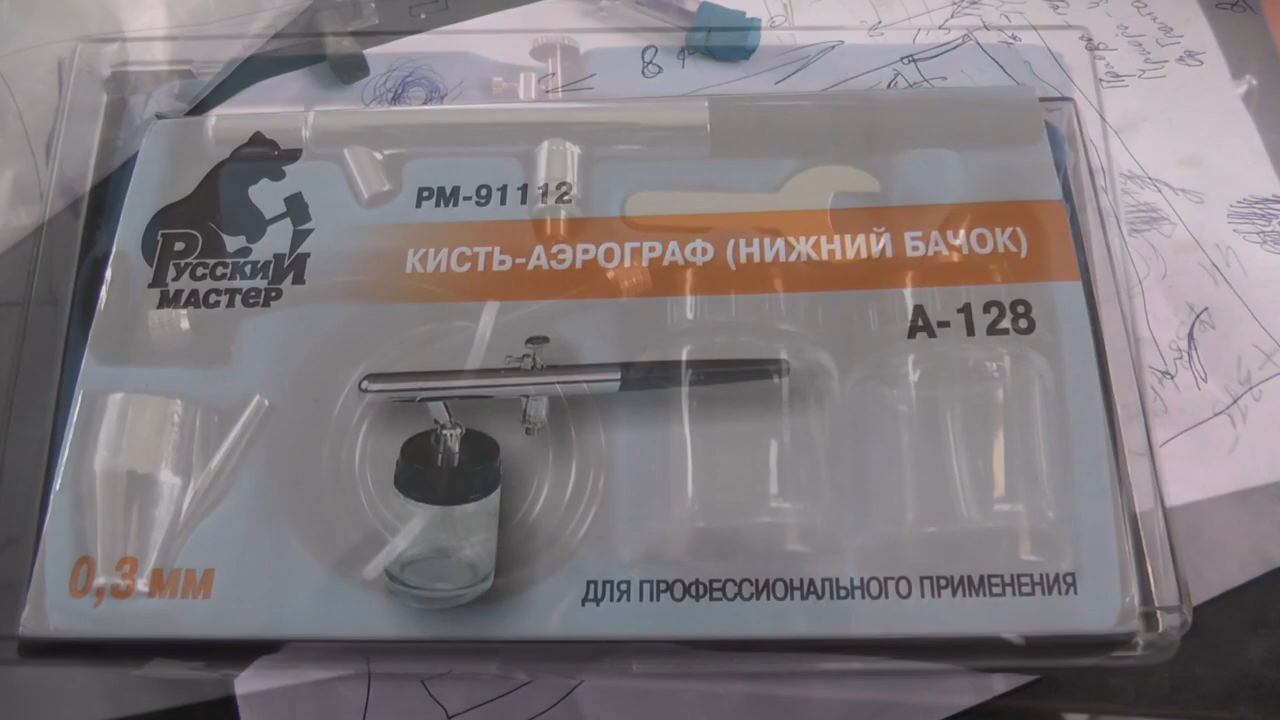 РМ-91112
Русский
мастер
КИСТЬ-АЭРОГРАФ (НИЖНИЙ БАЧОК)
А-128
0,3 мм
ДЛЯ ПРОФЕССИОНАЛЬНОГО ПРИМЕНЕНИЯ